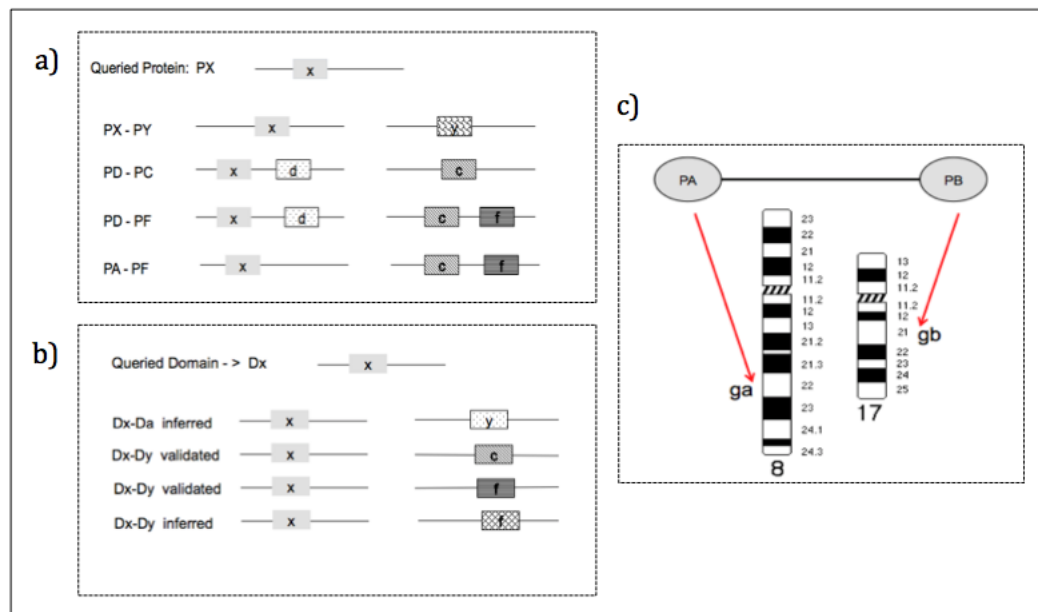 a)
Queried Protein: PX
x
PX - PY
x
y
PD - PC
x
d
c
PD - PF
x
d
c
f
PA - PF
x
c
f
b)
Queried Domain - > Dx
x
Dx-Da inferred
x
y
Dx-Dy validated
x
c
Dx-Dy validated
x
f
Dx-Dy inferred
x
f
c)
PA
PB
23
22
21
12
11.2
11.2
12
13
21.2
21.3
22
23
24.1
24.3
8
ga
13
12
11.2
11.2
12
21
22
23
24
25
17
gb